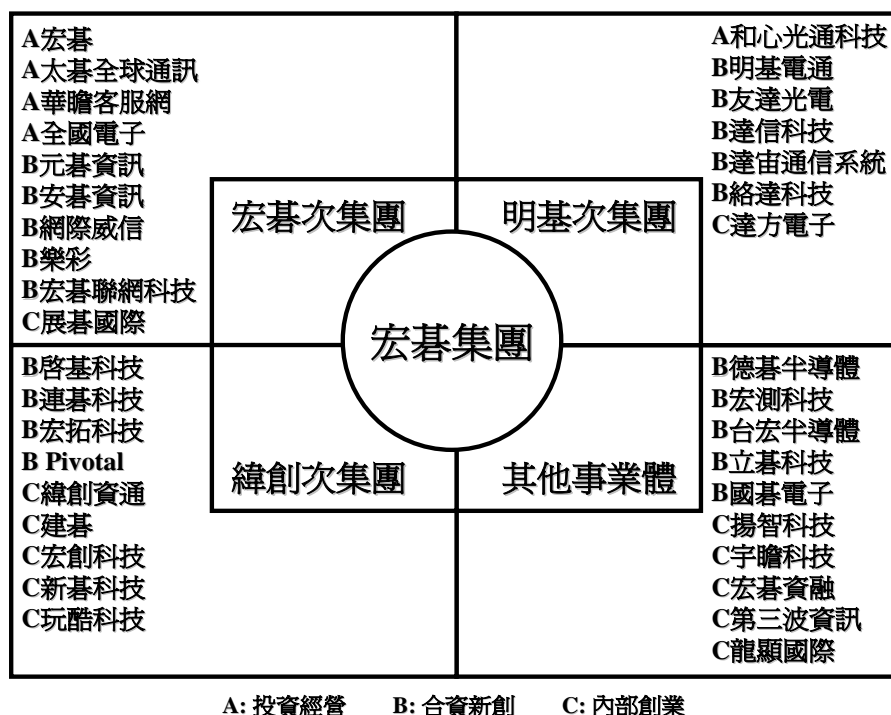 A宏碁
A太碁全球通訊
A華瞻客服網
A全國電子
B元碁資訊
B安碁資訊
B網際威信
B樂彩
B宏碁聯網科技
C展碁國際
A和心光通科技
B明基電通
B友達光電
B達信科技
B達宙通信系統
B絡達科技
C達方電子
宏碁次集團
明基次集團
宏碁集團
緯創次集團
其他事業體
B啓基科技
B連碁科技
B宏拓科技
B Pivotal
C緯創資通
C建碁
C宏創科技
C新碁科技
C玩酷科技
B德碁半導體
B宏測科技
B台宏半導體
B立碁科技
B國碁電子
C揚智科技
C宇瞻科技
C宏碁資融
C第三波資訊
C龍顯國際
A: 投資經營 B: 合資新創 C: 內部創業